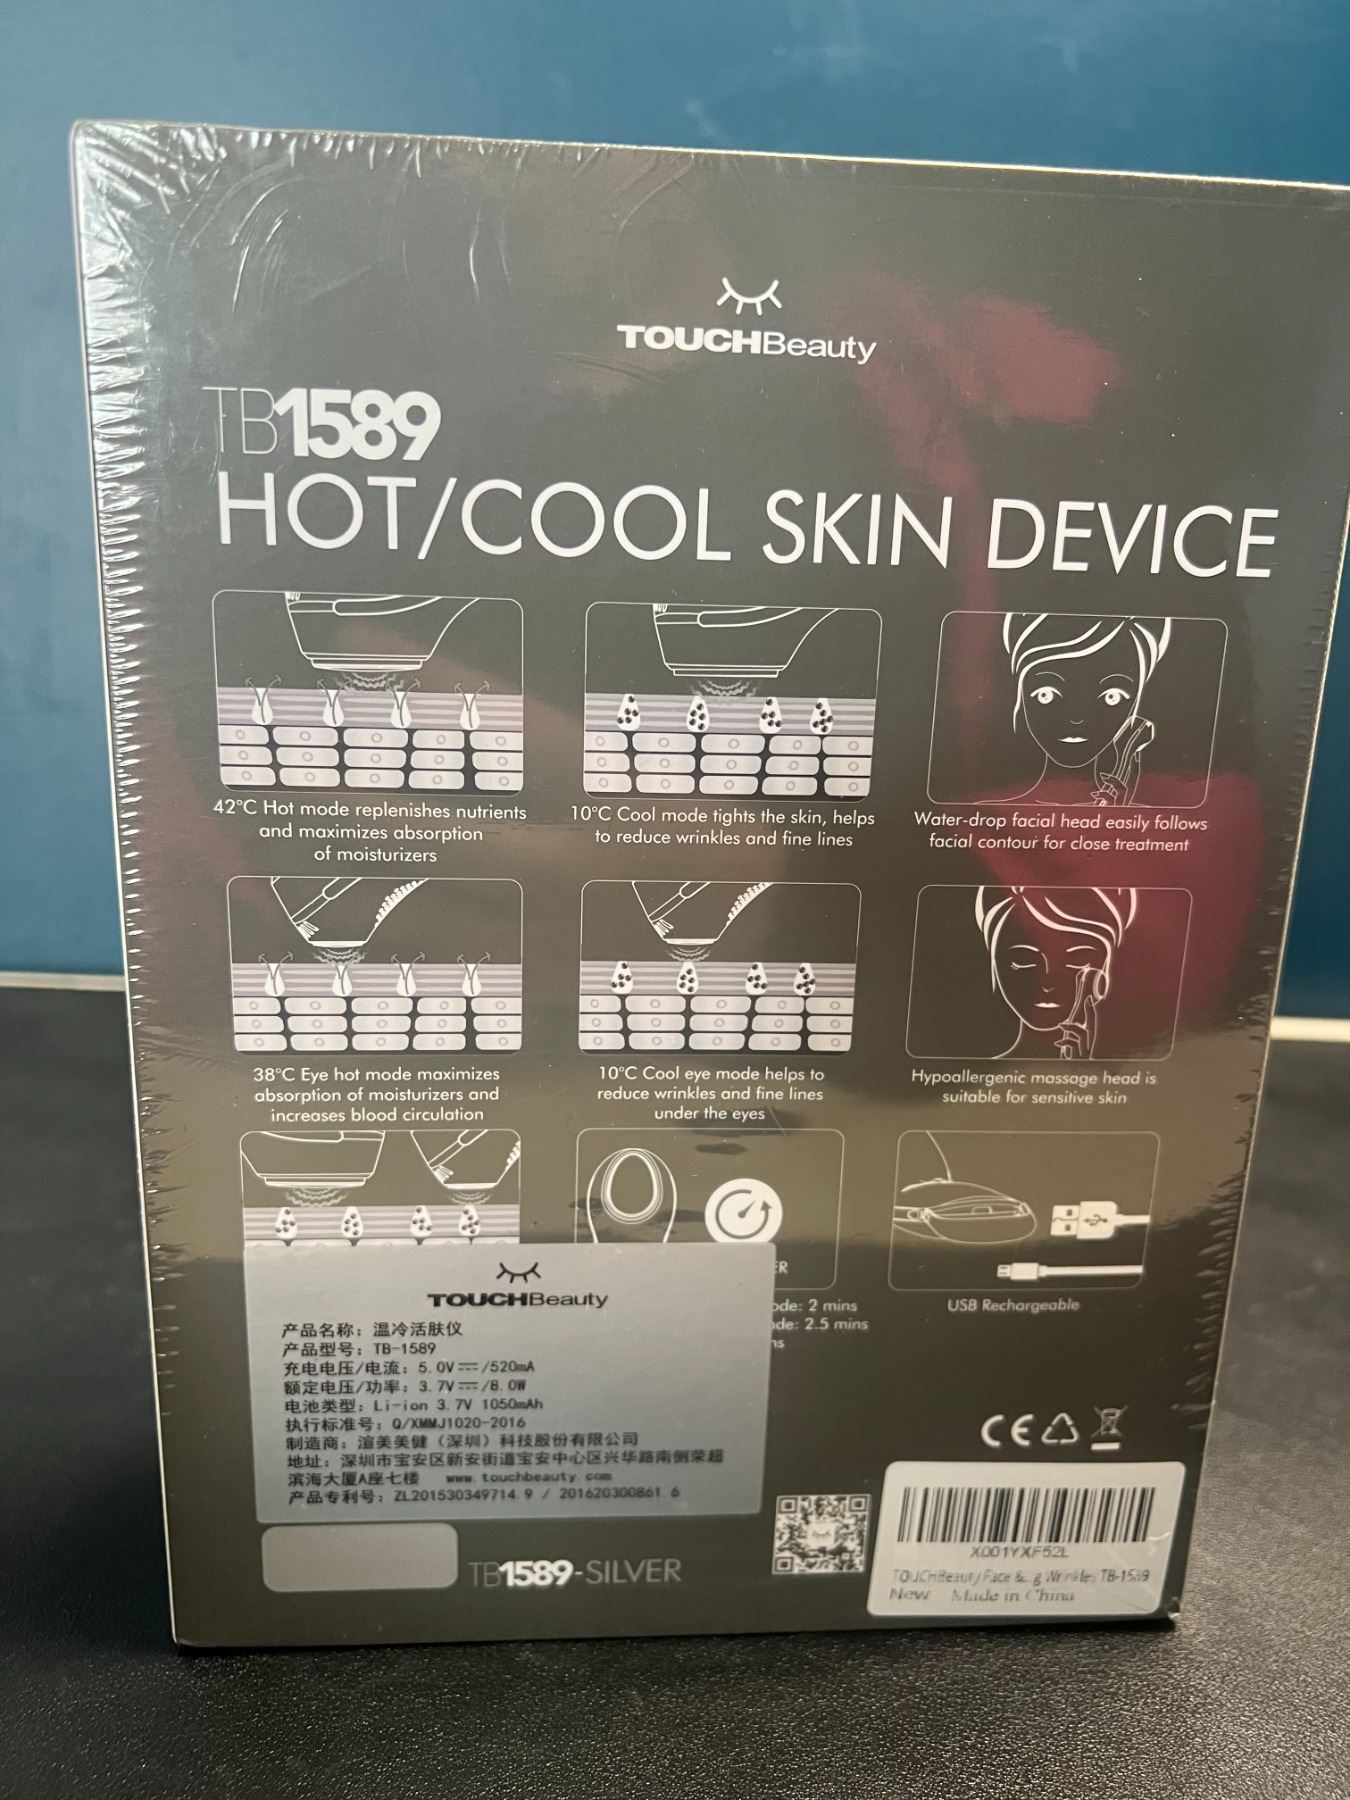 TOUCHBeauty
TB1589
HOT/COOL SKIN DEVICE
42°C Hot mode replenishes nutrients
and maximizes absorption
of moisturizers
10°C Cool mode tights the skin, helps
to reduce wrinkles and fine lines
Water-drop facial head easily follows
facial contour for close treatment
38°C Eye hot mode maximizes
absorption of moisturizers and
increases blood circulation
10°C Cool eye mode helps to
reduce wrinkles and fine lines
under the eyes
Hypoallergenic massage head is
suitable for sensitive skin
2 mins
2.5 mins
USB Rechargeable
TOUCHBeauty
产品名称：温冷活肤仪
产品型号：TB-1589
充电电压/电流：5.0V⎓/520mA
额定电压/功率：3.7V⎓/8.0W
电池类型：Li-ion 3.7V 1050mAh
执行标准号：Q/XMMJ1020-2016
制造商：渲美美健（深圳）科技股份有限公司
地址：深圳市宝安区新安街道宝安中心区兴华路南侧荣超
滨海大厦A座七楼 www.touchbeauty.com
产品专利号：ZL201530349714.9 / 201620300861.6
CE
TB1589-SILVER
X001YXF52L
TOUCHBeauty Face &...g Wrinkles TB-1589
New Made in China